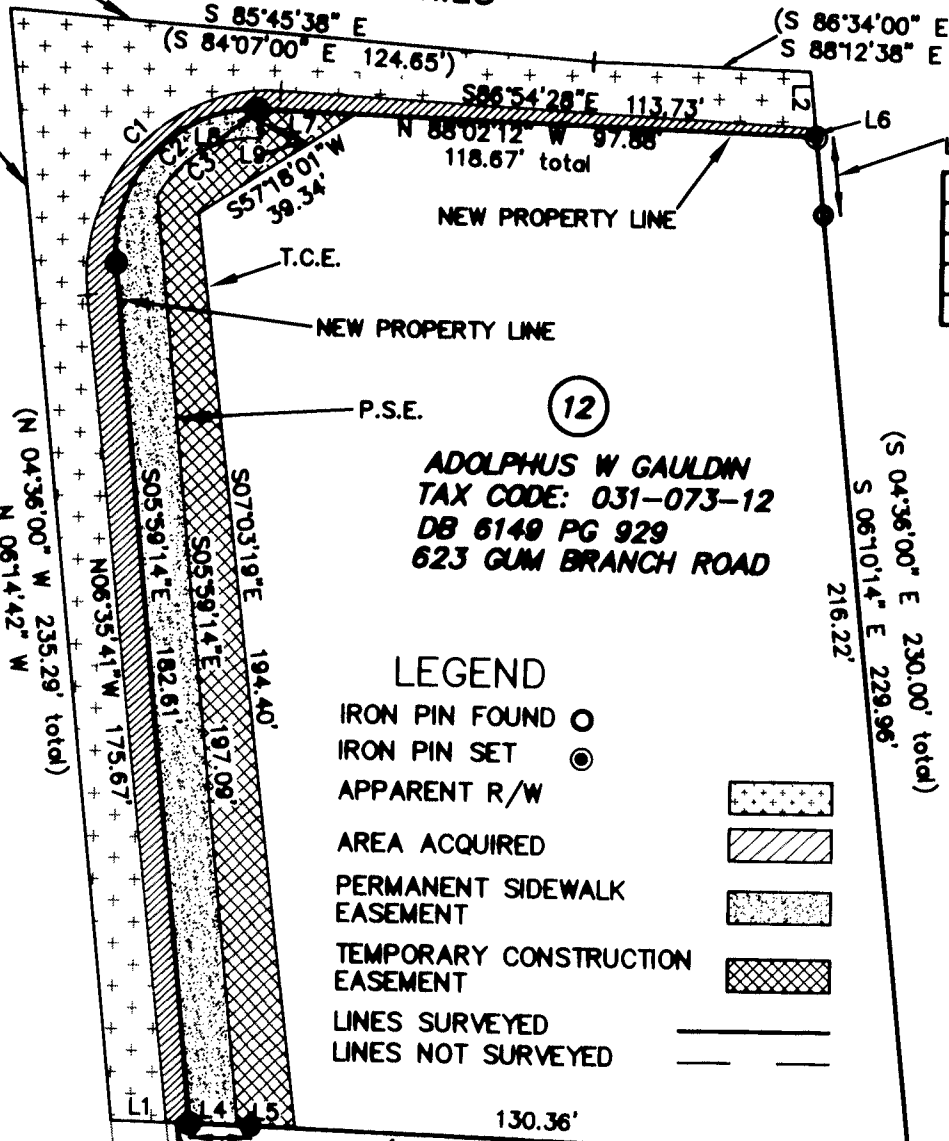 S 85°45'38" E
(S 84°07'00" E 124.65')
(S 86°34'00" E
S 88°12'38" E
S86°54'28"E 113.73'
L2
L6
N 88°02'12" W 97.88'
118.67' total
C1
C2
L8
L7
C3
L9
S57°18'01"W
39.34'
NEW PROPERTY LINE
T.C.E.
NEW PROPERTY LINE
P.S.E.
12
ADOLPHUS W GAULDIN
TAX CODE: 031-073-12
DB 6149 PG 929
623 GUM BRANCH ROAD
(N 04°36'00" W 235.29' total)
N 06°14'42" W
N06°35'41"W 175.67'
S05°59'14"E 182.61'
S05°59'14"E 197.09'
S07°03'19"E 194.40'
(S 04°36'00" E 230.00' total)
S 06°10'14" E 229.96'
216.22'
LEGEND
IRON PIN FOUND
IRON PIN SET
APPARENT R/W
AREA ACQUIRED
PERMANENT SIDEWALK
EASEMENT
TEMPORARY CONSTRUCTION
EASEMENT
LINES SURVEYED
LINES NOT SURVEYED
L1
L4
L5
130.36'